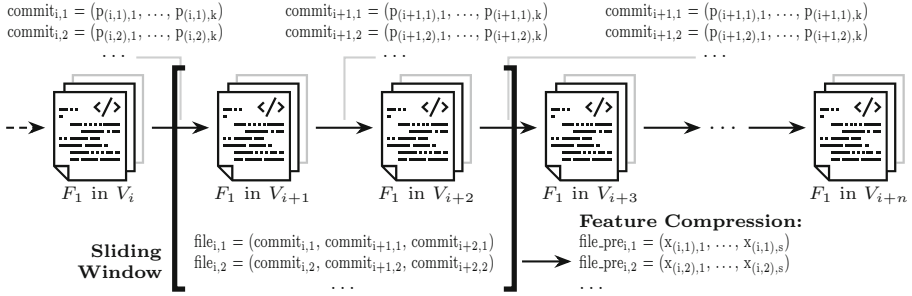 commit_{i,1} = (p_{(i,1),1}, . . . , p_{(i,1),k})
commit_{i,2} = (p_{(i,2),1}, . . . , p_{(i,2),k})
. . .
commit_{i+1,1} = (p_{(i+1,1),1}, . . . , p_{(i+1,1),k})
commit_{i+1,2} = (p_{(i+1,2),1}, . . . , p_{(i+1,2),k})
. . .
commit_{i+1,1} = (p_{(i+1,1),1}, . . . , p_{(i+1,1),k})
commit_{i+1,2} = (p_{(i+1,2),1}, . . . , p_{(i+1,2),k})
. . .
</>
</>
</>
</>
. . .
</>
F_1 in V_i
F_1 in V_{i+1}
F_1 in V_{i+2}
F_1 in V_{i+3}
V_{i+n}
F_1 in V_{i+n}
Sliding
Window
file_{i,1} = (commit_{i,1}, commit_{i+1,1}, commit_{i+2,1})
file_{i,2} = (commit_{i,2}, commit_{i+1,2}, commit_{i+2,2})
. . .
Feature Compression:
file_pre_{i,1} = (x_{(i,1),1}, . . . , x_{(i,1),s})
file_pre_{i,2} = (x_{(i,2),1}, . . . , x_{(i,2),s})
. . .